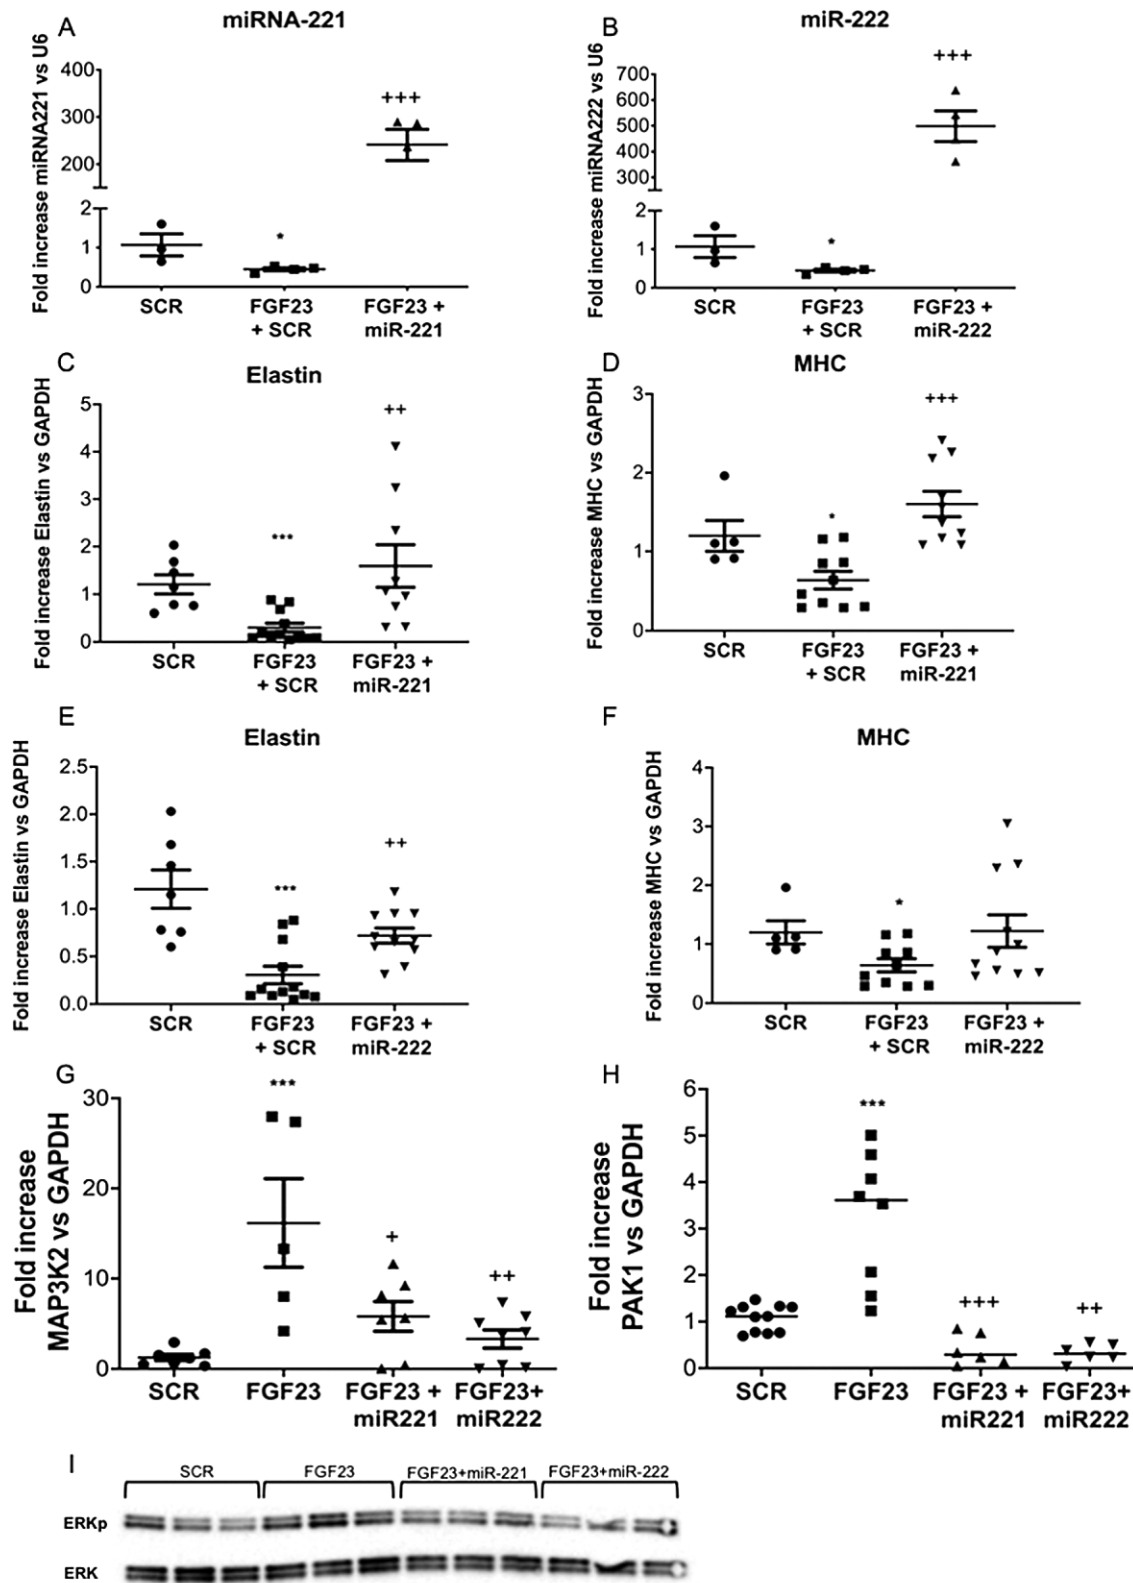 A
miRNA-221
Fold increase miRNA221 vs U6
400
300
200
2
1
0
*
+++
SCR
FGF23
+ SCR
FGF23 +
miR-221
B
miR-222
Fold increase miRNA222 vs U6
700
600
500
400
300
2
1
0
*
+++
SCR
FGF23
+ SCR
FGF23 +
miR-222
C
Elastin
Fold increase Elastin vs GAPDH
5
4
3
2
1
0
***
++
SCR
FGF23
+ SCR
FGF23 +
miR-221
D
MHC
Fold increase MHC vs GAPDH
3
2
1
0
*
+++
SCR
FGF23
+ SCR
FGF23 +
miR-221
E
Elastin
Fold increase Elastin vs GAPDH
2.5
2.0
1.5
1.0
0.5
0.0
***
++
SCR
FGF23
+ SCR
FGF23 +
miR-222
F
MHC
Fold increase MHC vs GAPDH
4
3
2
1
0
*
SCR
FGF23
+ SCR
FGF23 +
miR-222
G
Fold increase
MAP3K2 vs GAPDH
30
20
10
0
***
+
++
SCR
FGF23
FGF23 +
miR221
FGF23+
miR222
H
Fold increase
PAK1 vs GAPDH
6
5
4
3
2
1
0
***
+++
++
SCR
FGF23
FGF23 +
miR221
FGF23+
miR222
I
SCR
FGF23
FGF23+miR-221
FGF23+miR-222
ERKp
ERK